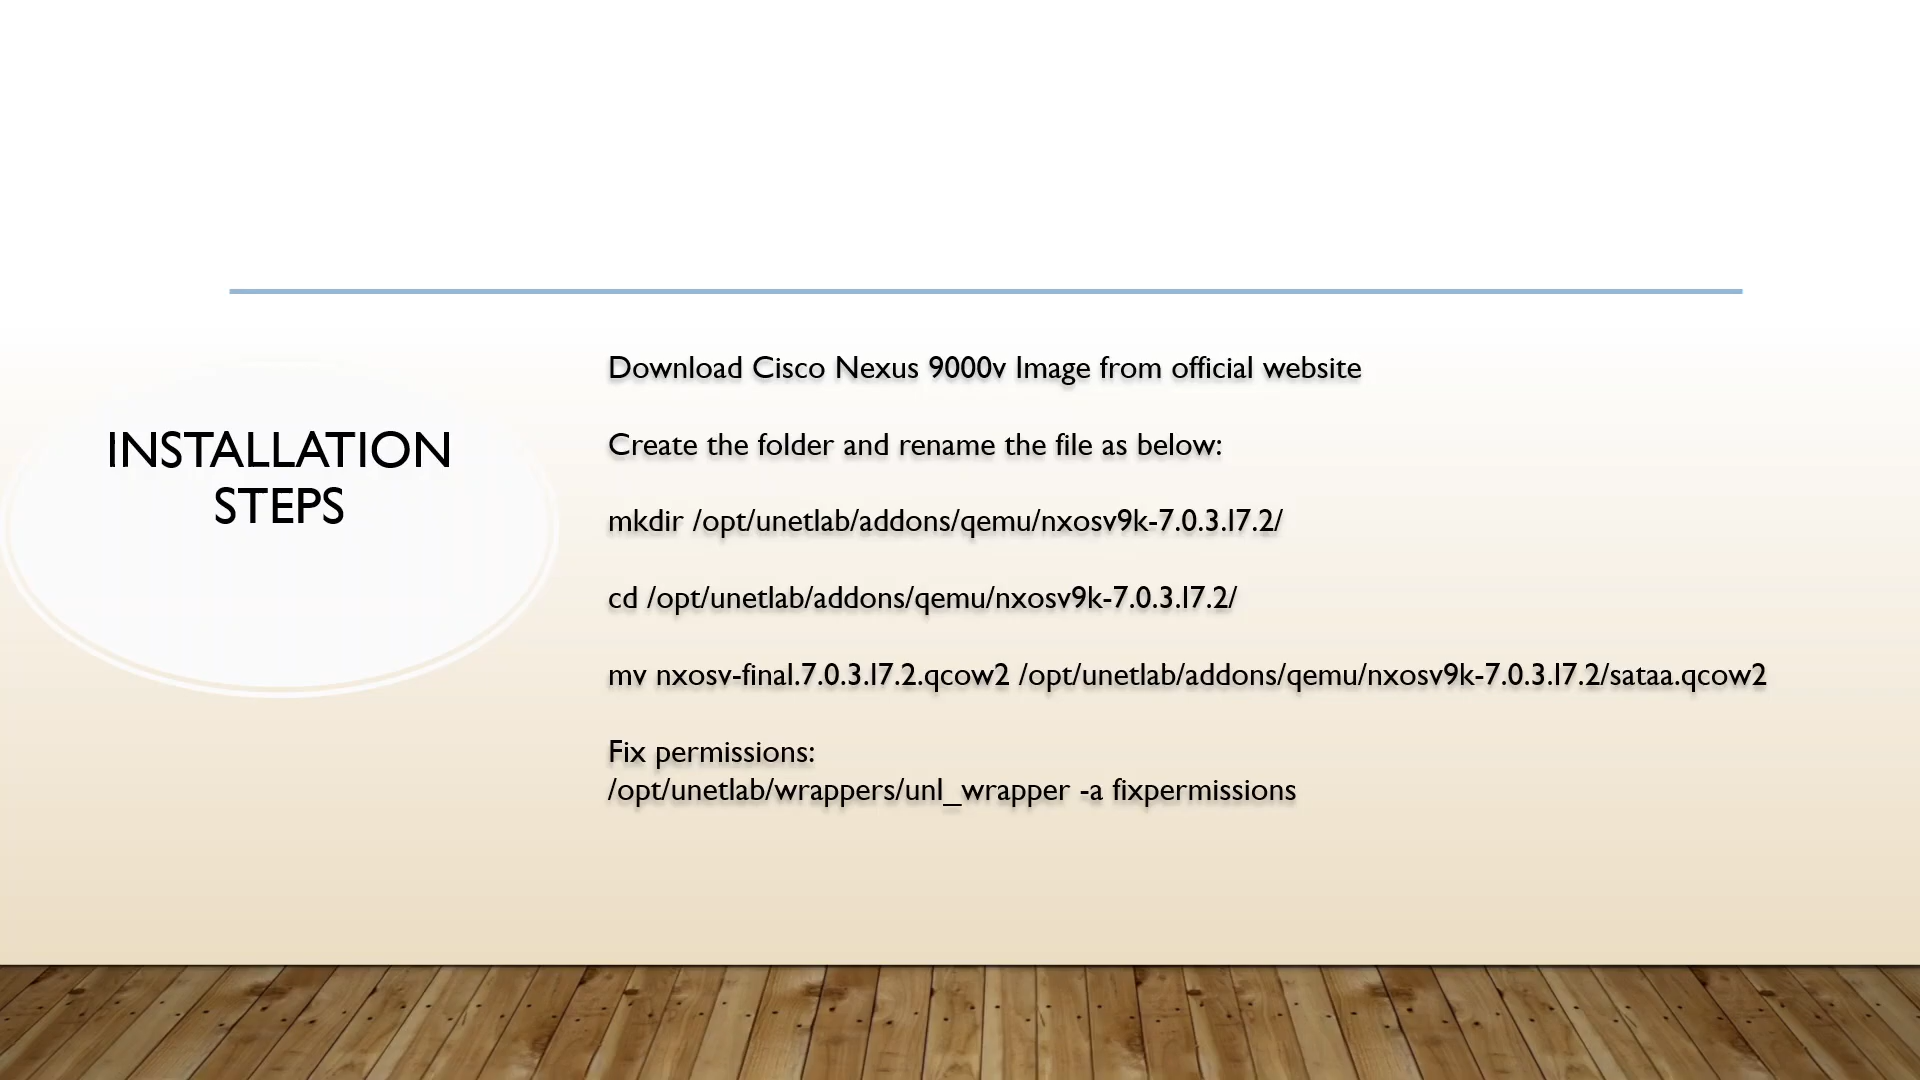 INSTALLATION
STEPS
Download Cisco Nexus 9000v Image from official website
Create the folder and rename the file as below:
mkdir /opt/unetlab/addons/qemu/nxosv9k-7.0.3.I7.2/
cd /opt/unetlab/addons/qemu/nxosv9k-7.0.3.I7.2/
mv nxosv-final.7.0.3.I7.2.qcow2 /opt/unetlab/addons/qemu/nxosv9k-7.0.3.I7.2/sataa.qcow2
Fix permissions:
/opt/unetlab/wrappers/unl_wrapper -a fixpermissions